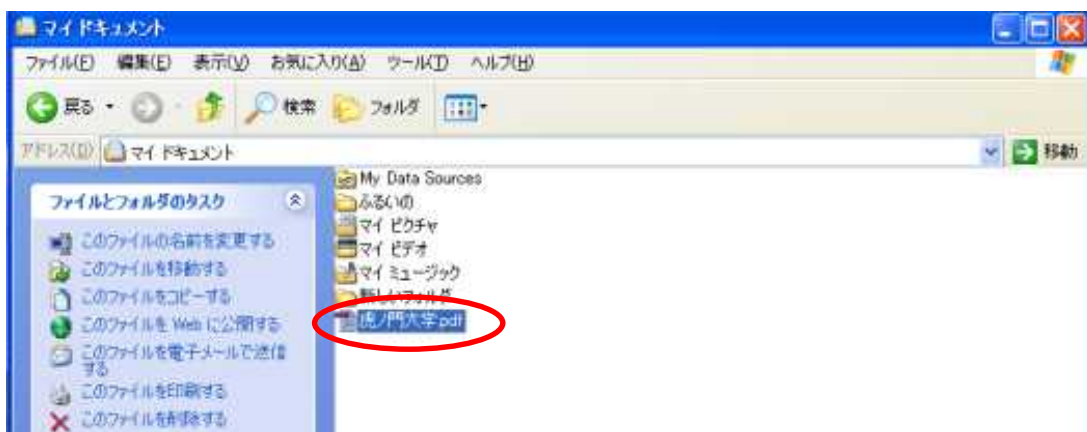 マイ ドキュメント
ファイル(F) 編集(E) 表示(V) お気に入り(A) ツール(T) ヘルプ(H)
戻る 検索 フォルダ
アドレス(D) マイ ドキュメント 移動
My Data Sources
ふるいの
マイ ピクチャ
マイ ビデオ
マイ ミュージック
新しいフォルダ
虎ノ門大学.pdf
ファイルとフォルダのタスク
このファイルの名前を変更する
このファイルを移動する
このファイルをコピーする
このファイルを Web に公開する
このファイルを電子メールで送信
する
このファイルを印刷する
このファイルを削除する